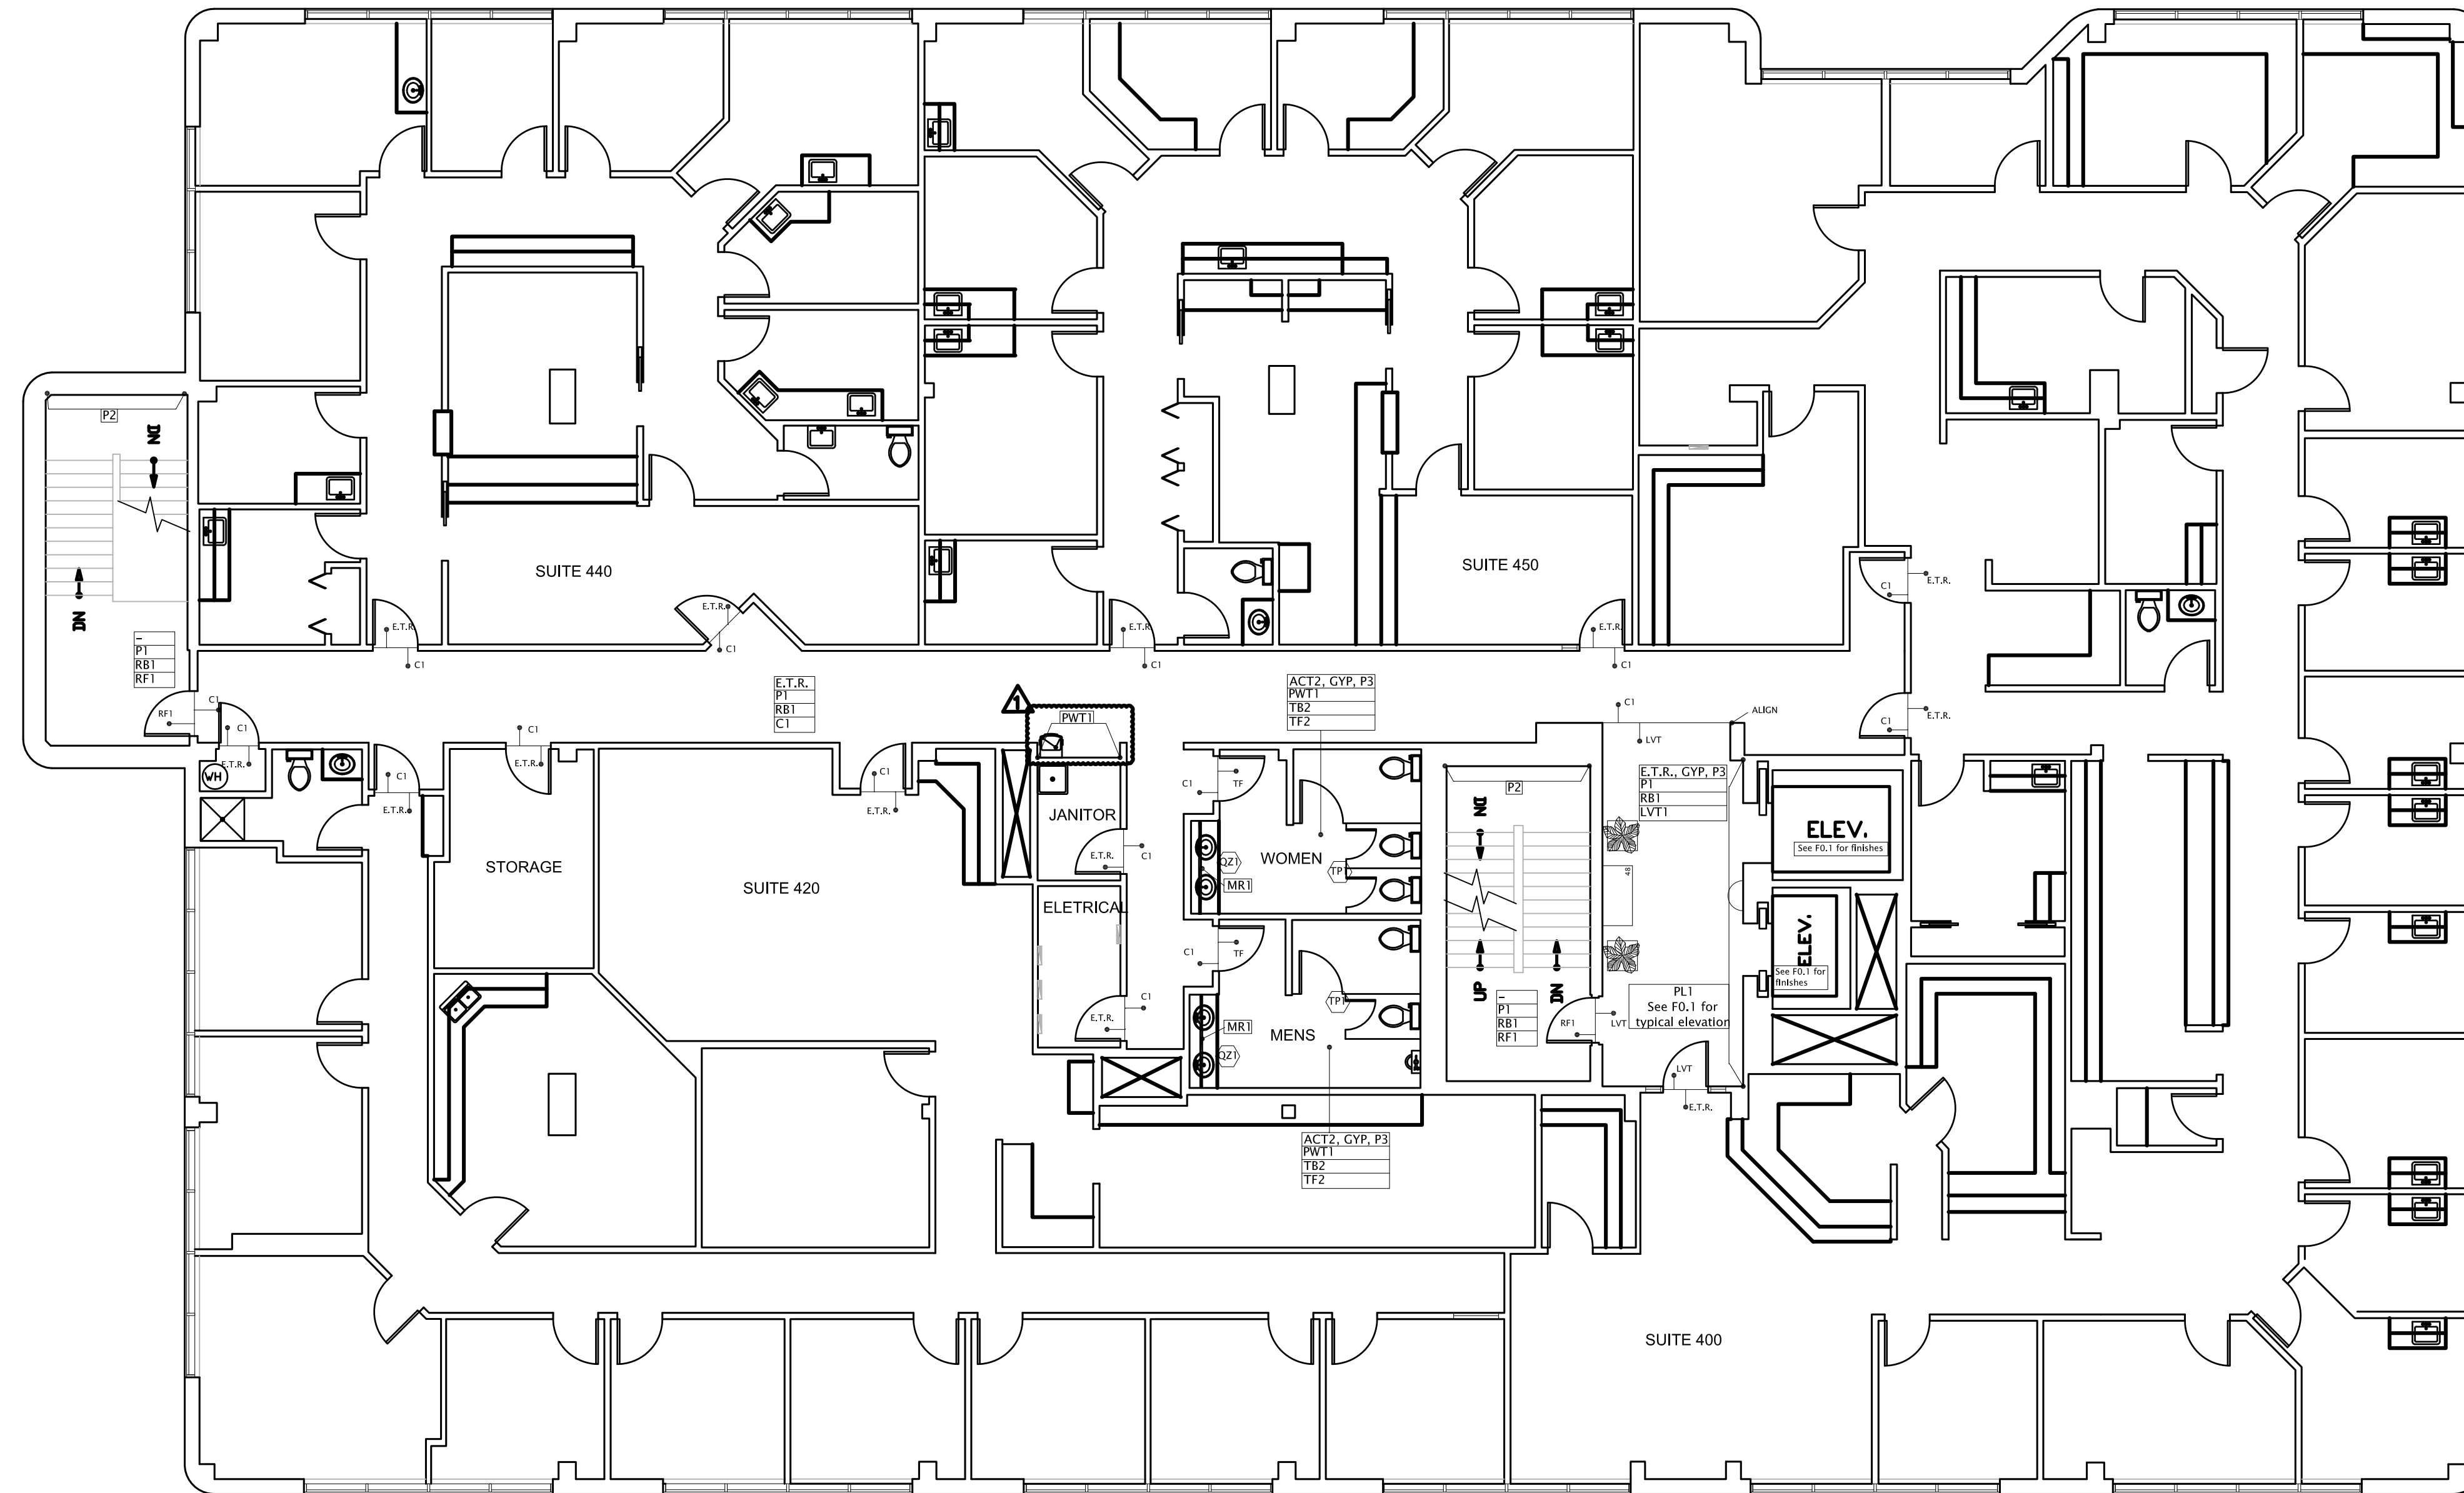 P2
DN
DN
–
P1
RB1
RF1
RF1
C1
C1
E.T.R.
WH
E.T.R.
C1
C1
E.T.R.
SUITE 440
E.T.R.
C1
C1
E.T.R.
E.T.R.
P1
RB1
C1
1
PWT1
E.T.R.
C1
SUITE 450
E.T.R.
C1
ACT2, GYP, P3
PWT1
TB2
TF2
C1
E.T.R.
C1
E.T.R.
C1
LVT
ALIGN
STORAGE
SUITE 420
C1
E.T.R.
JANITOR
E.T.R.
C1
ELETRICAL
E.T.R.
C1
C1
TF
QZ1
MR1
WOMEN
TP1
C1
TF
MR1
QZ1
MENS
TP1
ACT2, GYP, P3
PWT1
TB2
TF2
P2
DN
UP
DN
–
P1
RB1
RF1
RF1
LVT
E.T.R., GYP, P3
P1
RB1
LVT1
48
PL1
See F0.1 for
typical elevation
LVT
E.T.R.
ELEV.
See F0.1 for finishes
ELEV.
See F0.1 for
finishes
SUITE 400